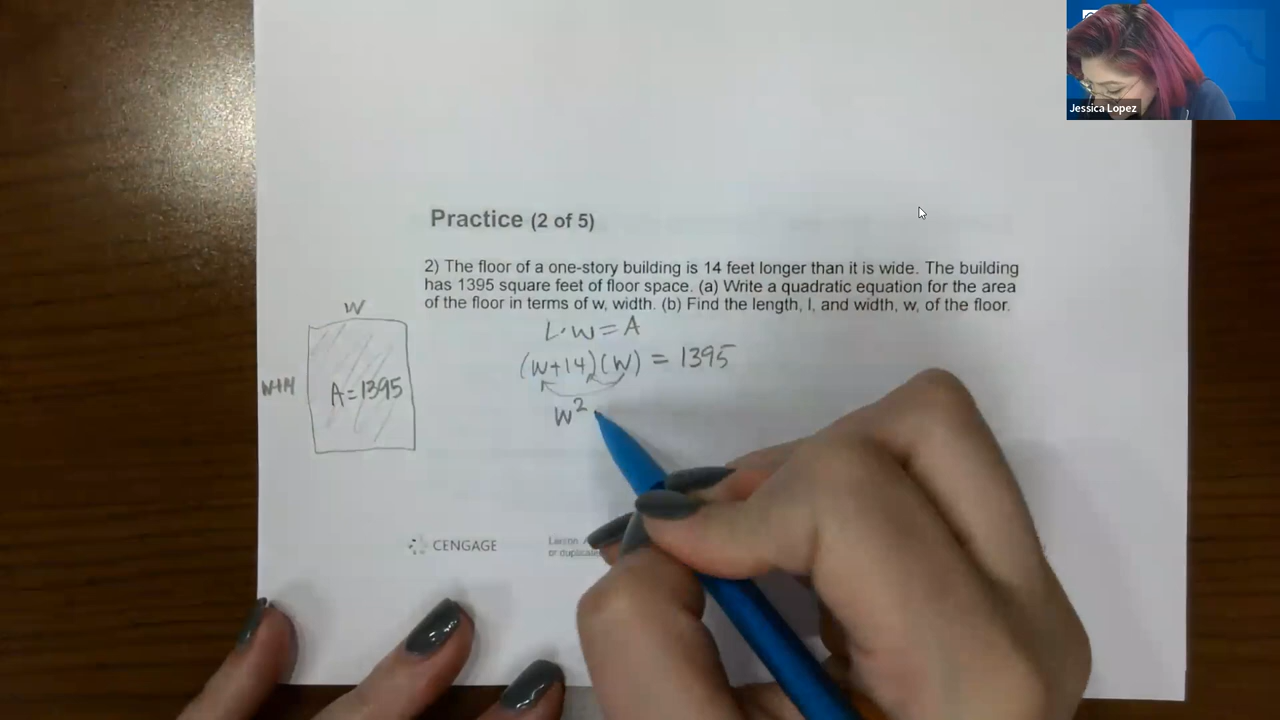 Jessica Lopez
Practice (2 of 5)
2) The floor of a one-story building is 14 feet longer than it is wide. The building
has 1395 square feet of floor space. (a) Write a quadratic equation for the area
of the floor in terms of w, width. (b) Find the length, l, and width, w, of the floor.
W
W+14
A=1395
L·W=A
(W+14)(W) = 1395
W²
CENGAGE
Larson
or duplicate